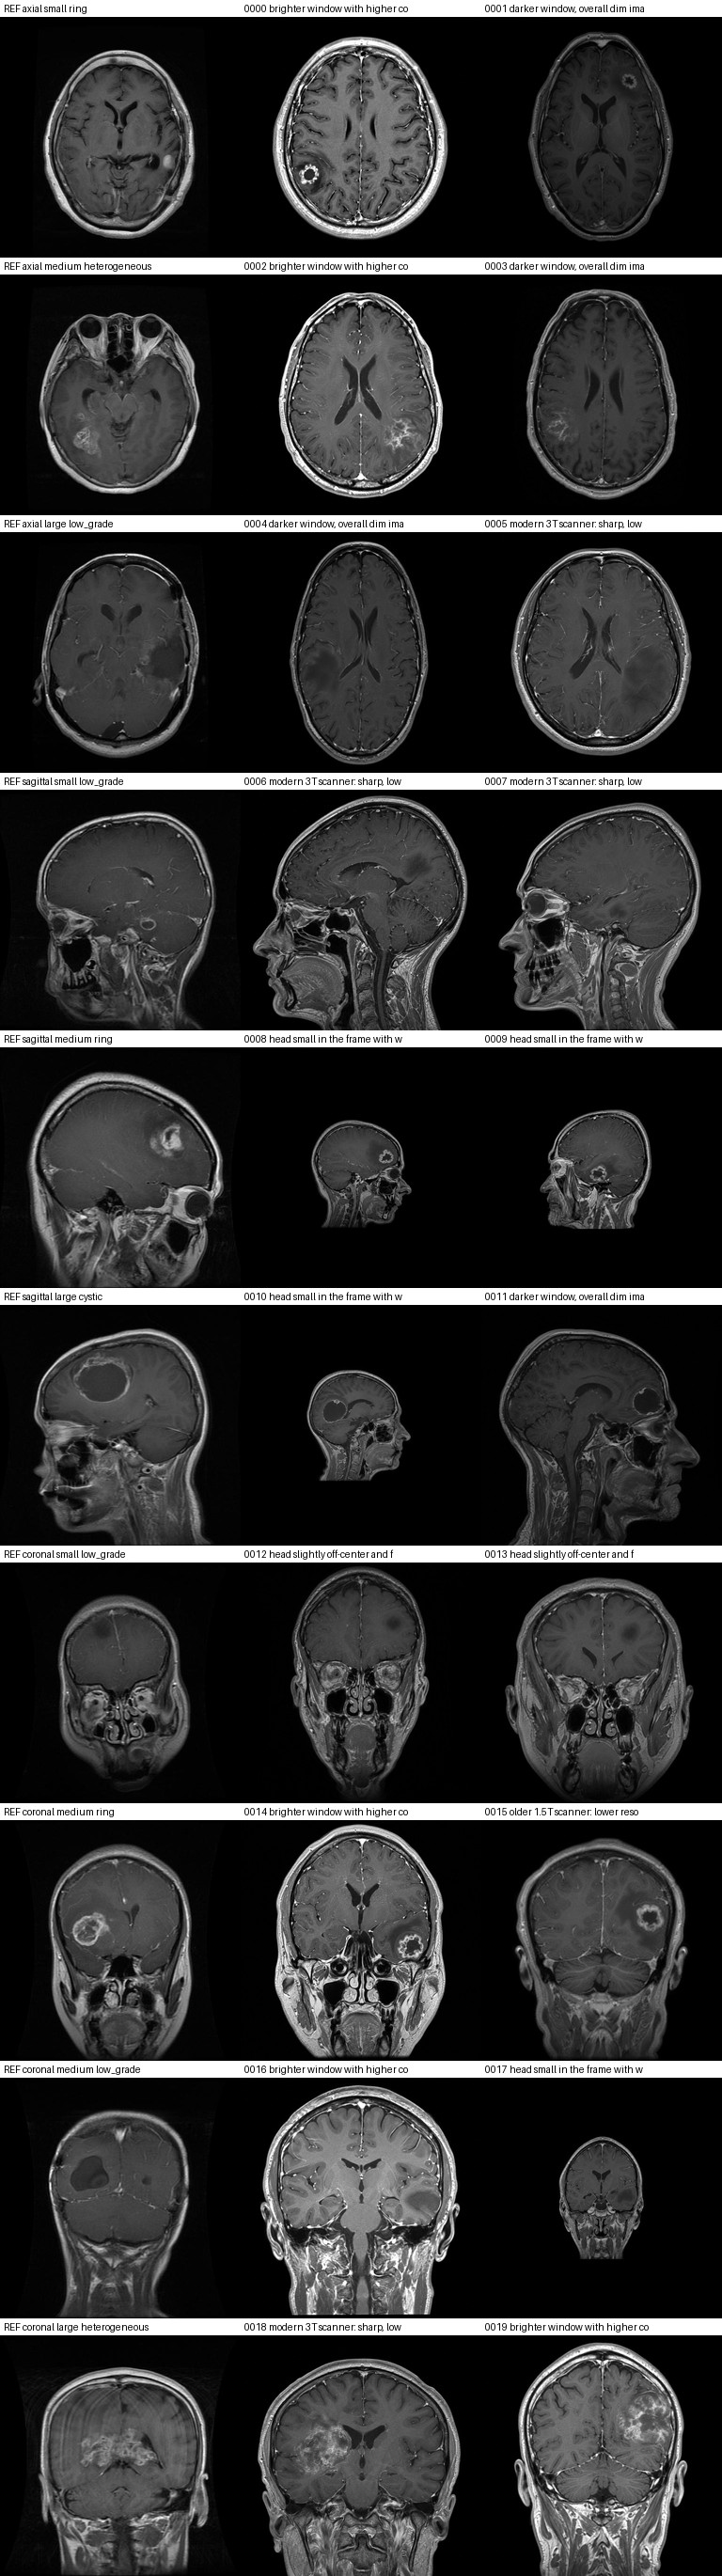 REF axial small ring
0000 brighter window with higher co
0001 darker window, overall dim ima
REF axial medium heterogeneous
0002 brighter window with higher co
0003 darker window, overall dim ima
REF axial large low_grade
0004 darker window, overall dim ima
0005 modern 3T scanner: sharp, low
REF sagittal small low_grade
0006 modern 3T scanner: sharp, low
0007 modern 3T scanner: sharp, low
REF sagittal medium ring
0008 head small in the frame with w
0009 head small in the frame with w
REF sagittal large cystic
0010 head small in the frame with w
0011 darker window, overall dim ima
REF coronal small low_grade
0012 head slightly off-center and f
0013 head slightly off-center and f
REF coronal medium ring
0014 brighter window with higher co
0015 older 1.5T scanner: lower reso
REF coronal medium low_grade
0016 brighter window with higher co
0017 head small in the frame with w
REF coronal large heterogeneous
0018 modern 3T scanner: sharp, low
0019 brighter window with higher co